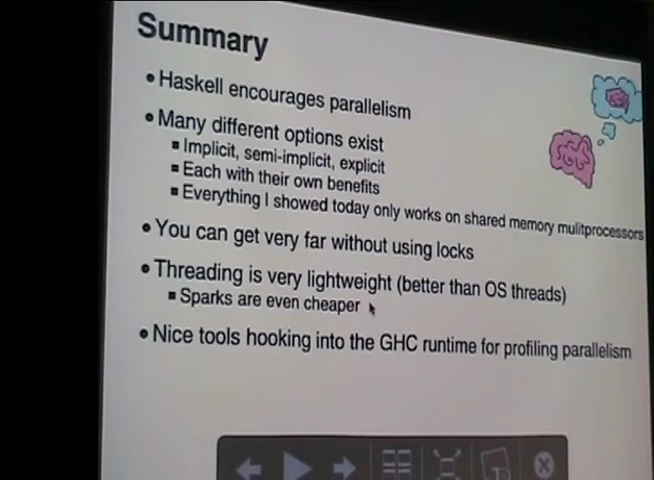 Summary
• Haskell encourages parallelism
• Many different options exist
▪ Implicit, semi-implicit, explicit
▪ Each with their own benefits
▪ Everything I showed today only works on shared memory mulitprocessors
• You can get very far without using locks
• Threading is very lightweight (better than OS threads)
▪ Sparks are even cheaper
• Nice tools hooking into the GHC runtime for profiling parallelism